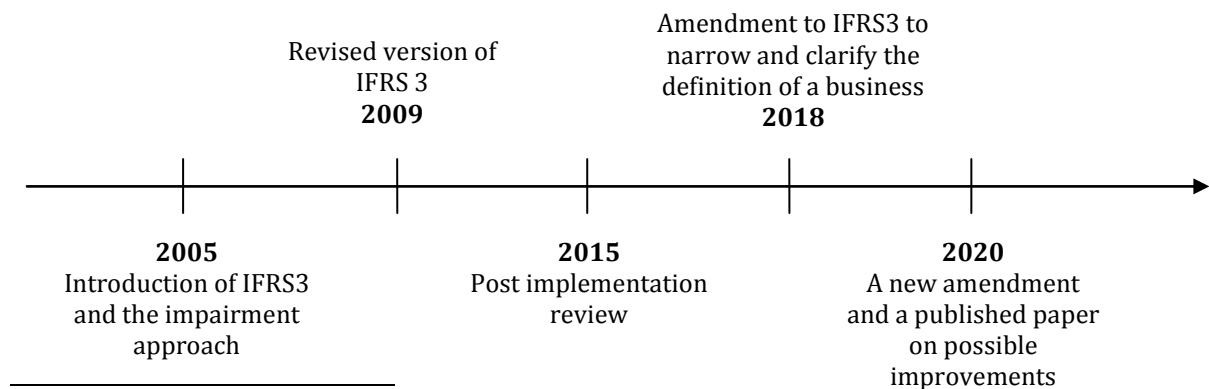 Revised version of
IFRS 3
2009
Amendment to IFRS3 to
narrow and clarify the
definition of a business
2018
2005
Introduction of IFRS3
and the impairment
approach
2015
Post implementation
review
2020
A new amendment
and a published paper
on possible
improvements